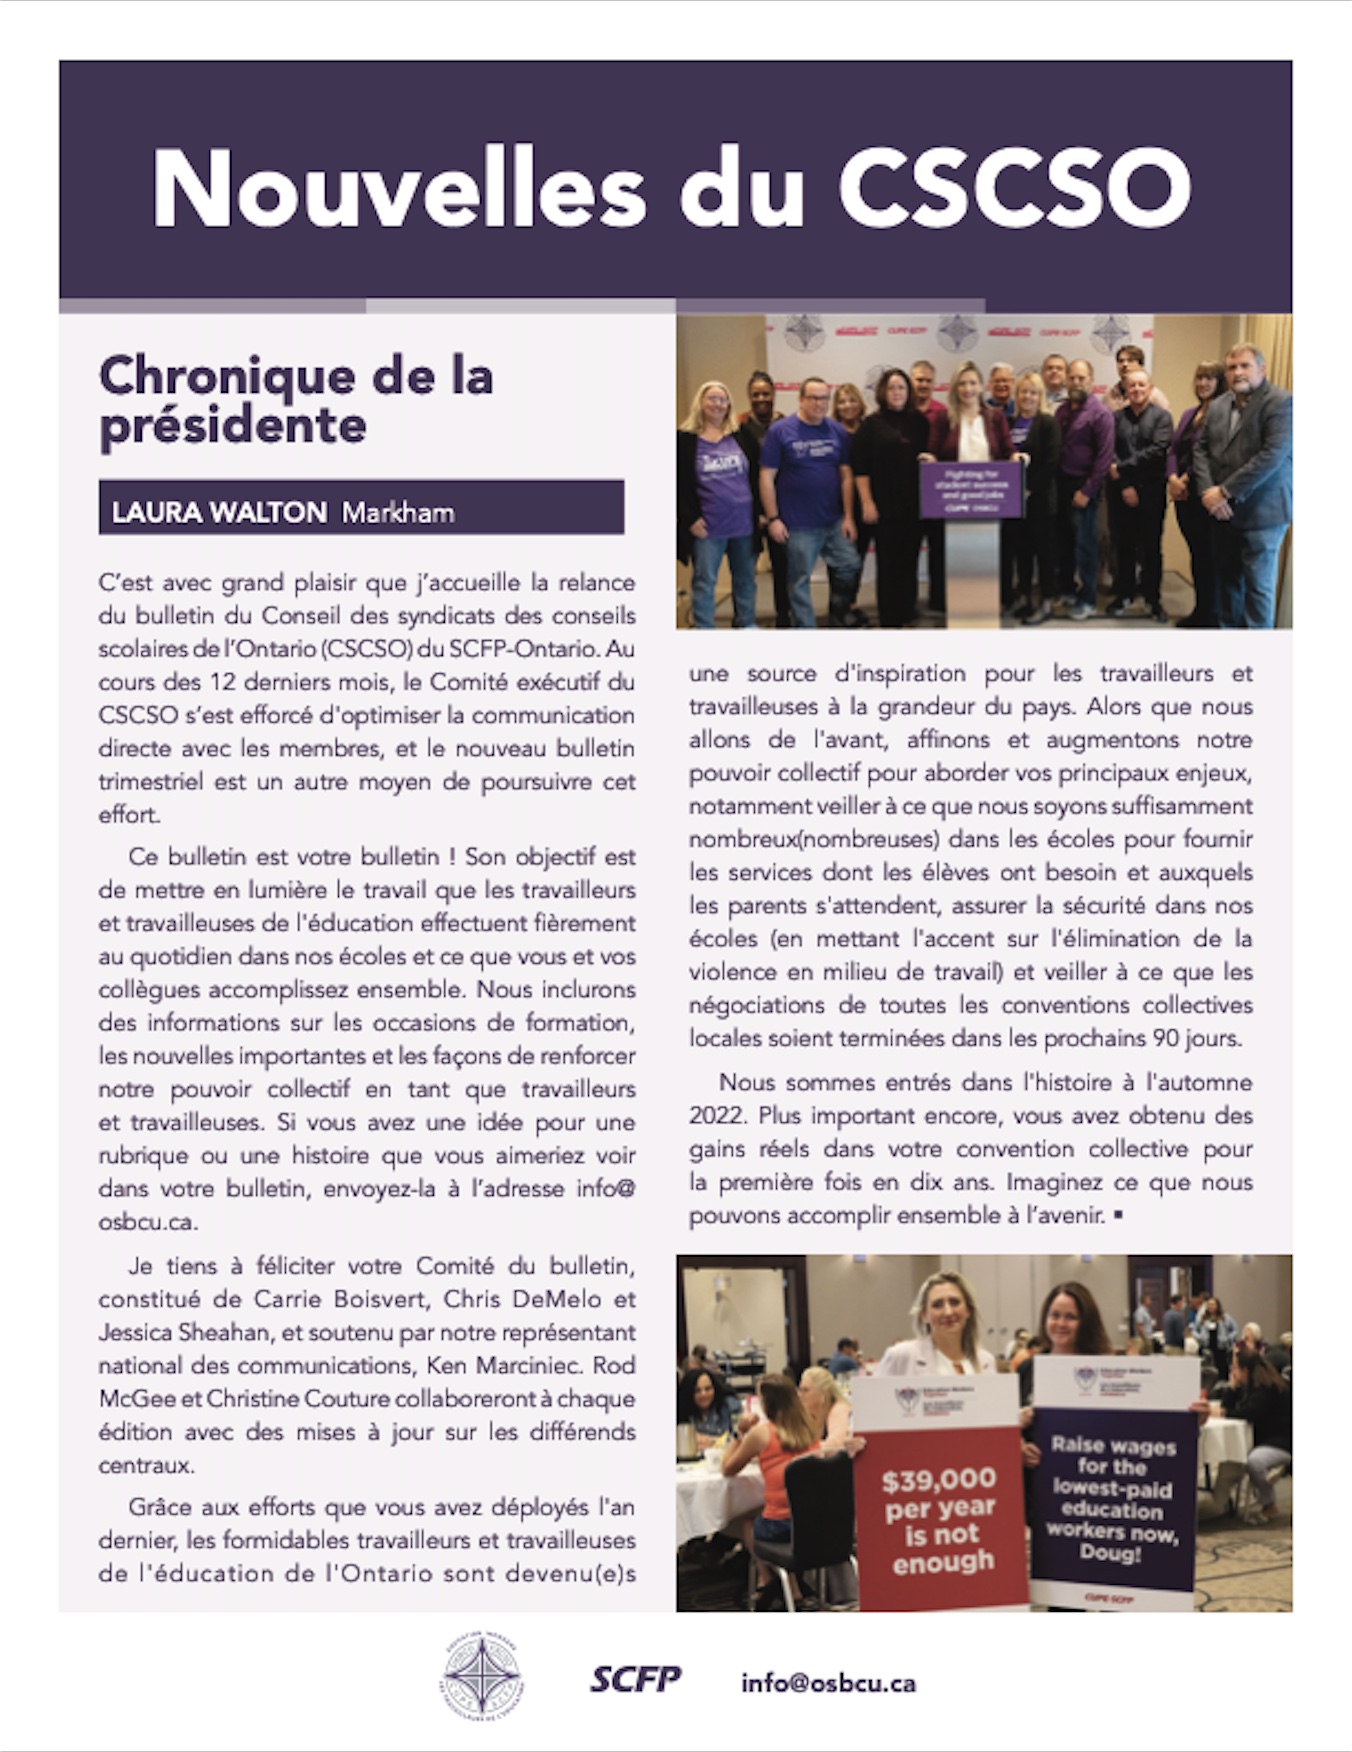 Nouvelles du CSCSO
Chronique de la
présidente
LAURA WALTON Markham
C’est avec grand plaisir que j’accueille la relance
du bulletin du Conseil des syndicats des conseils
scolaires de l’Ontario (CSCSO) du SCFP-Ontario. Au
cours des 12 derniers mois, le Comité exécutif du
CSCSO s’est efforcé d'optimiser la communication
directe avec les membres, et le nouveau bulletin
trimestriel est un autre moyen de poursuivre cet
effort.
Ce bulletin est votre bulletin ! Son objectif est
de mettre en lumière le travail que les travailleurs
et travailleuses de l'éducation effectuent fièrement
au quotidien dans nos écoles et ce que vous et vos
collègues accomplissez ensemble. Nous inclurons
des informations sur les occasions de formation,
les nouvelles importantes et les façons de renforcer
notre pouvoir collectif en tant que travailleurs
et travailleuses. Si vous avez une idée pour une
rubrique ou une histoire que vous aimeriez voir
dans votre bulletin, envoyez-la à l’adresse info@
osbcu.ca.
Je tiens à féliciter votre Comité du bulletin,
constitué de Carrie Boisvert, Chris DeMelo et
Jessica Sheahan, et soutenu par notre représentant
national des communications, Ken Marciniec. Rod
McGee et Christine Couture collaboreront à chaque
édition avec des mises à jour sur les différends
centraux.
Grâce aux efforts que vous avez déployés l'an
dernier, les formidables travailleurs et travailleuses
de l'éducation de l'Ontario sont devenu(e)s
CUPE SCFP
Fighting for
student success
and good jobs
CUPE OSBCU
une source d'inspiration pour les travailleurs et
travailleuses à la grandeur du pays. Alors que nous
allons de l'avant, affinons et augmentons notre
pouvoir collectif pour aborder vos principaux enjeux,
notamment veiller à ce que nous soyons suffisamment
nombreux(nombreuses) dans les écoles pour fournir
les services dont les élèves ont besoin et auxquels
les parents s'attendent, assurer la sécurité dans nos
écoles (en mettant l'accent sur l'élimination de la
violence en milieu de travail) et veiller à ce que les
négociations de toutes les conventions collectives
locales soient terminées dans les prochains 90 jours.
Nous sommes entrés dans l'histoire à l'automne
2022. Plus important encore, vous avez obtenu des
gains réels dans votre convention collective pour
la première fois en dix ans. Imaginez ce que nous
pouvons accomplir ensemble à l’avenir. ▪
$39,000
per year
is not
enough
Education Workers
Together
Raise wages
for the
lowest-paid
education
workers now,
Doug!
CUPE SCFP
SCFP
info@osbcu.ca